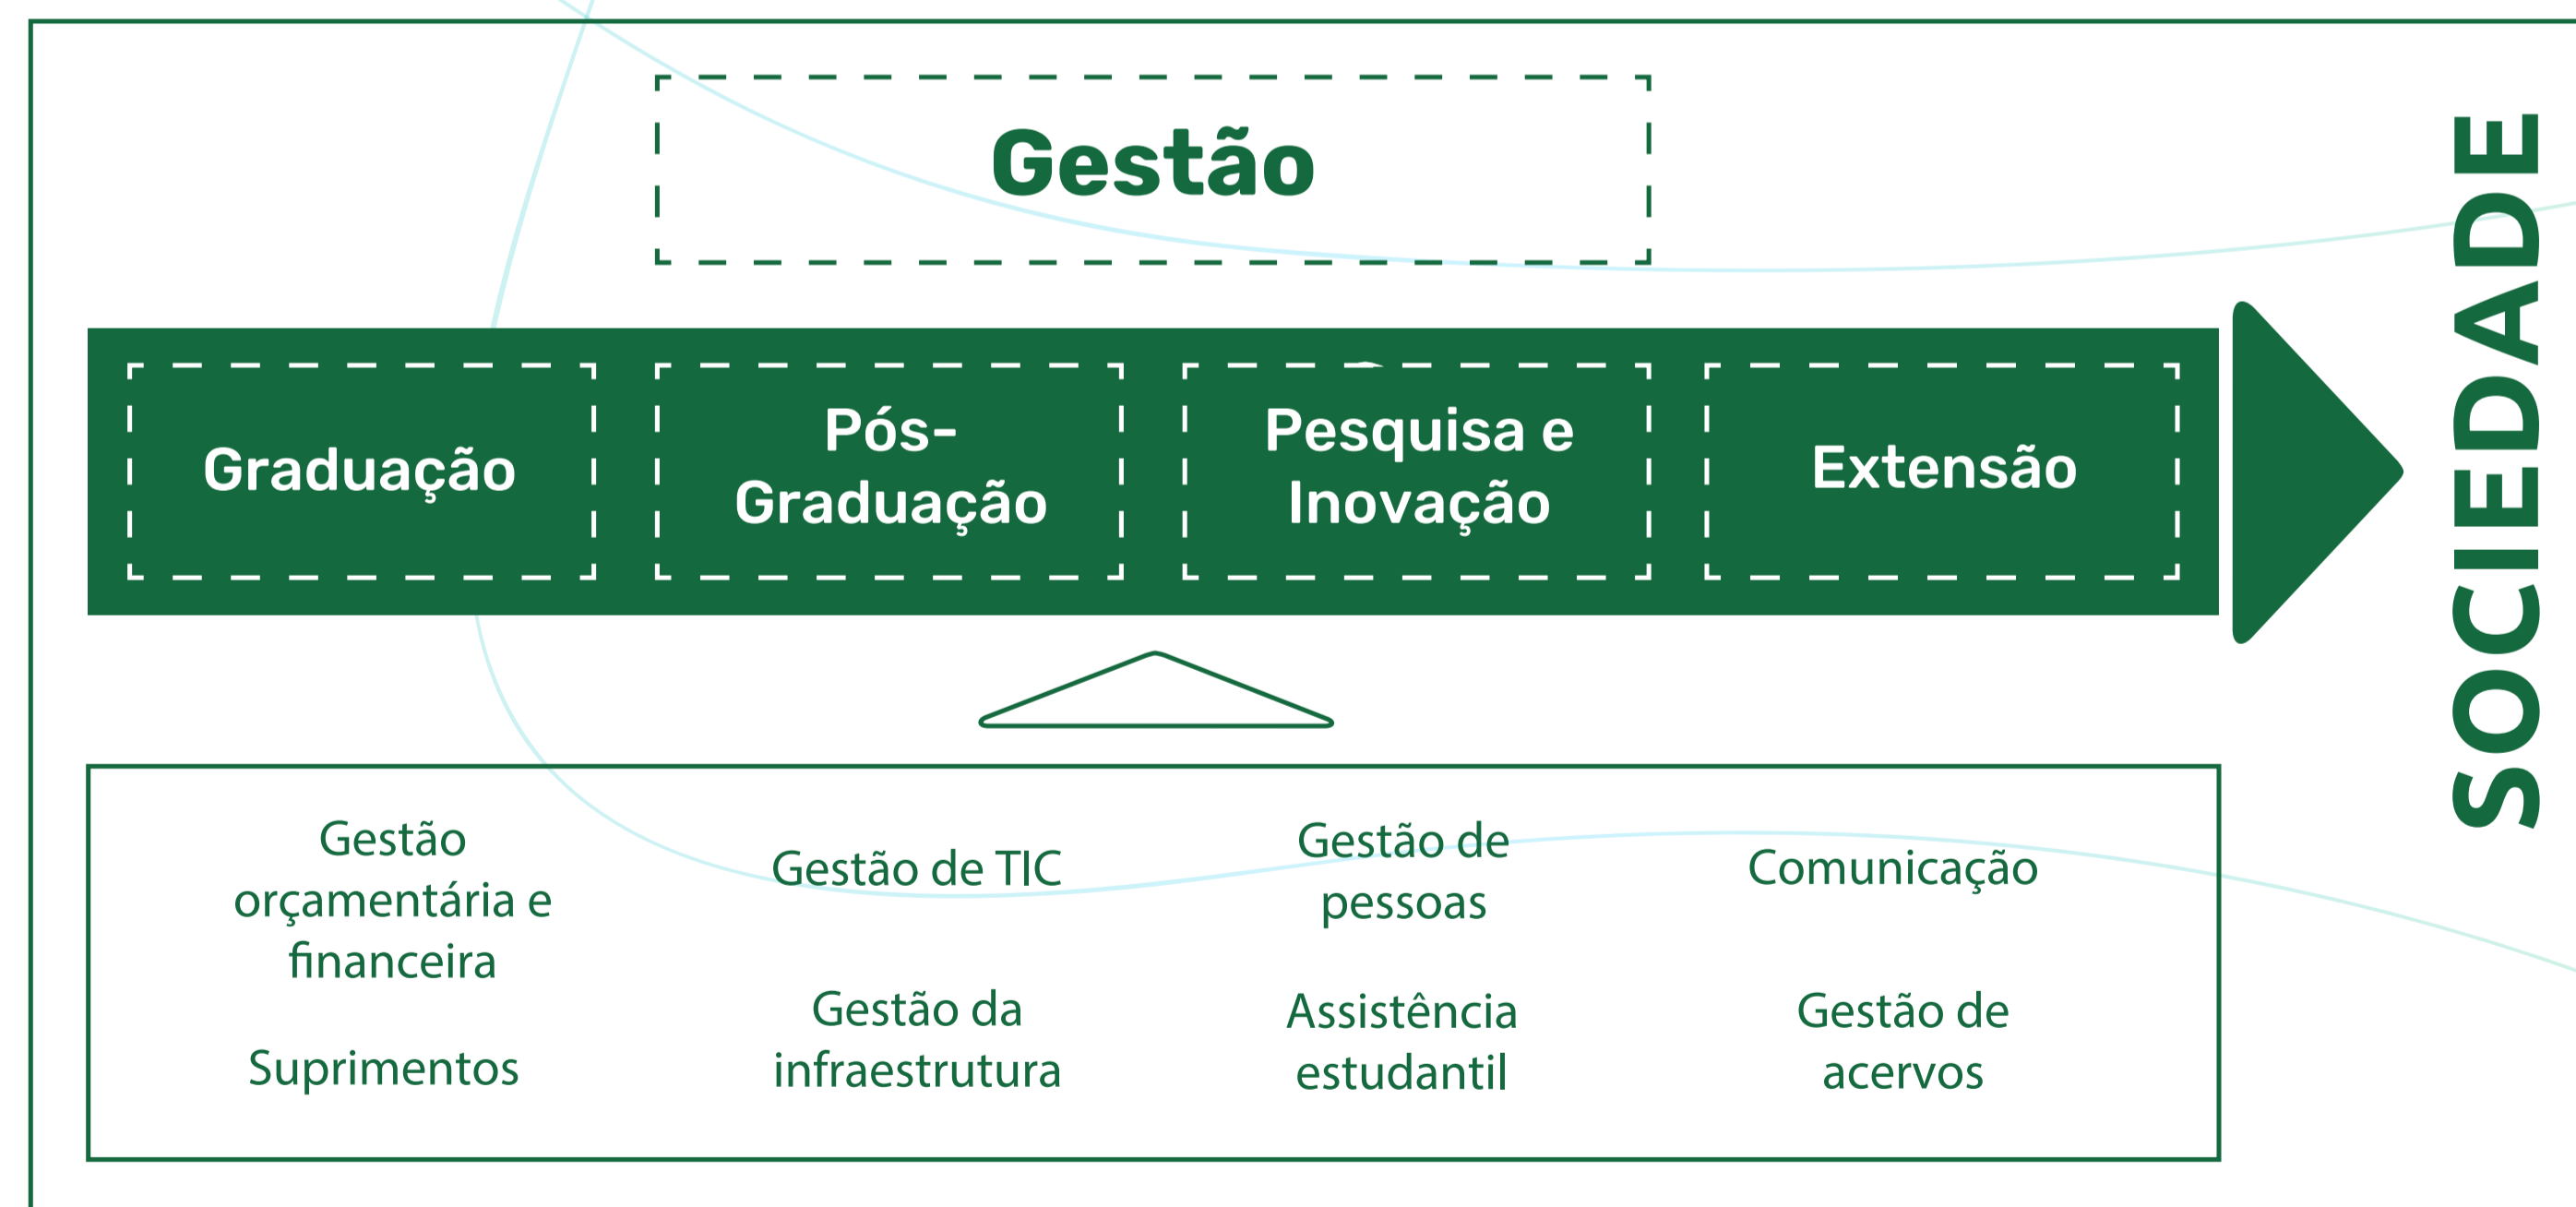 Gestão
SOCIEDADE
Graduação
Pós-
Graduação
Pesquisa e
Inovação
Extensão
Gestão
orçamentária e
financeira
Gestão de TIC
Gestão de
pessoas
Comunicação
Suprimentos
Gestão da
infraestrutura
Assistência
estudantil
Gestão de
acervos